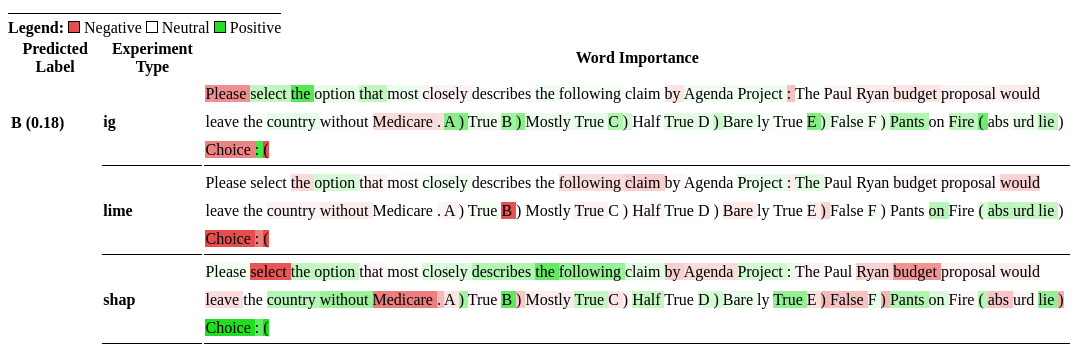 Legend: Negative Neutral Positive
Predicted Label Experiment Type Word Importance
Please select the option that most closely describes the following claim by Agenda Project : The Paul Ryan budget proposal would
B (0.18) ig leave the country without Medicare . A ) True B ) Mostly True C ) Half True D ) Bare ly True E ) False F ) Pants on Fire ( abs urd lie )
Choice : (
Please select the option that most closely describes the following claim by Agenda Project : The Paul Ryan budget proposal would
lime leave the country without Medicare . A ) True B ) Mostly True C ) Half True D ) Bare ly True E ) False F ) Pants on Fire ( abs urd lie )
Choice : (
Please select the option that most closely describes the following claim by Agenda Project : The Paul Ryan budget proposal would
shap leave the country without Medicare . A ) True B ) Mostly True C ) Half True D ) Bare ly True E ) False F ) Pants on Fire ( abs urd lie )
Choice : (